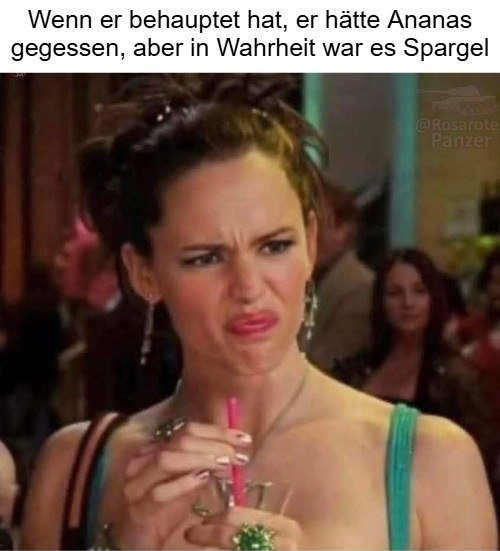 Wenn er behauptet hat, er hätte Ananas
gegessen, aber in Wahrheit war es Spargel
@Rosarote
Panzer